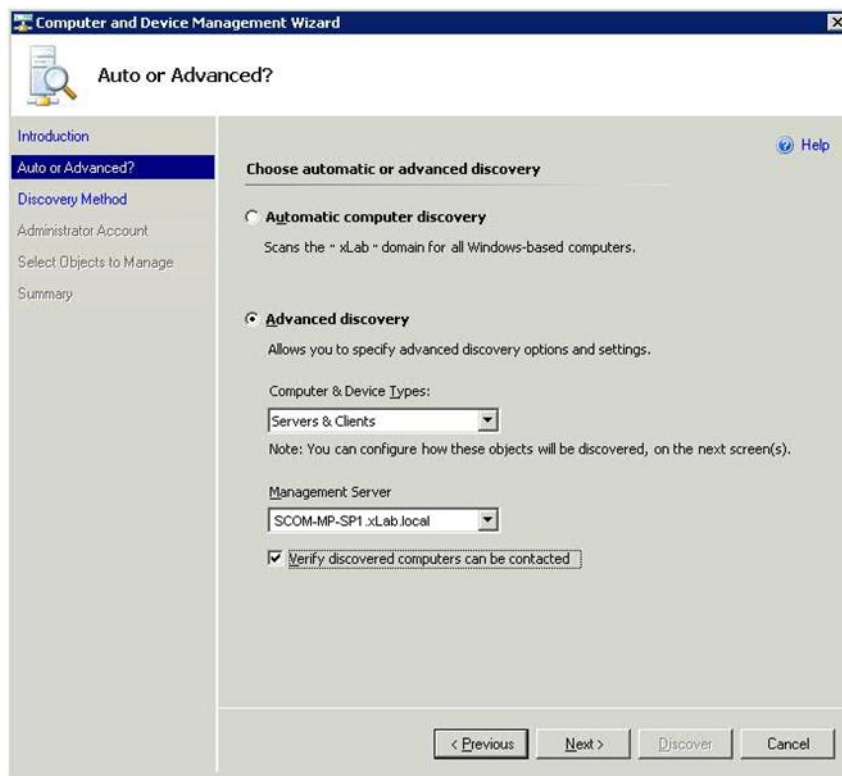 Computer and Device Management Wizard
Auto or Advanced?
Introduction
Auto or Advanced?
Discovery Method
Administrator Account
Select Objects to Manage
Summary
Help
Choose automatic or advanced discovery
Automatic computer discovery
Scans the " xLab " domain for all Windows-based computers.
Advanced discovery
Allows you to specify advanced discovery options and settings.
Computer & Device Types:
Servers & Clients
Note: You can configure how these objects will be discovered, on the next screen(s).
Management Server
SCOM-MP-SP1.xLab.local
Verify discovered computers can be contacted
< Previous
Next >
Discover
Cancel